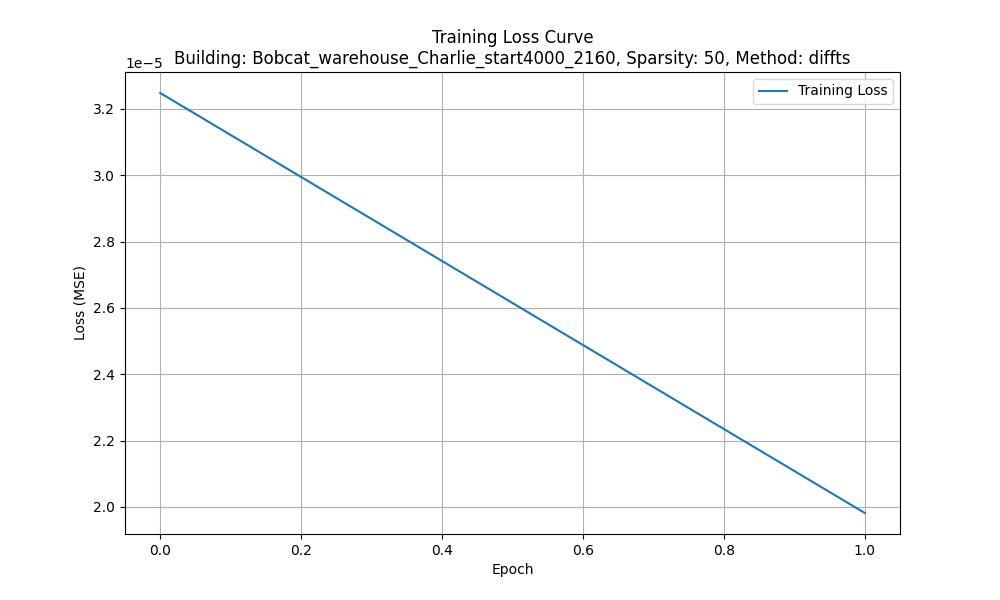 Training Loss Curve
Building: Bobcat_warehouse_Charlie_start4000_2160, Sparsity: 50, Method: diffts
1e−5
Training Loss
3.2
3.0
2.8
2.6
2.4
2.2
2.0
Loss (MSE)
0.0 0.2 0.4 0.6 0.8 1.0
Epoch